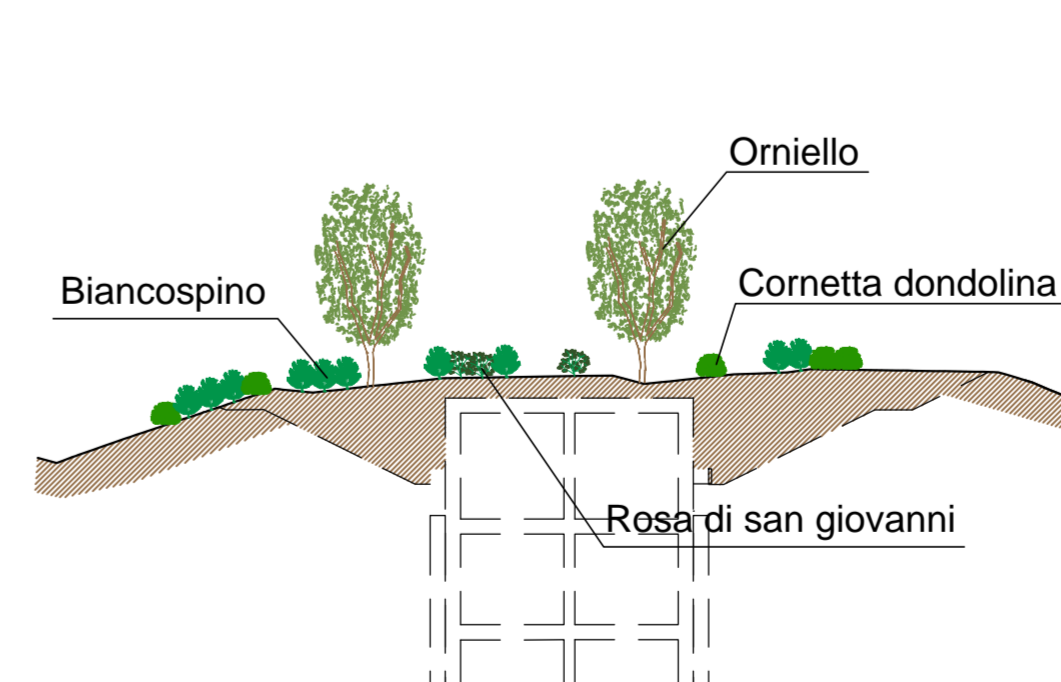 Orniello
Biancospino
Cornetta dondolina
Rosa di san giovanni